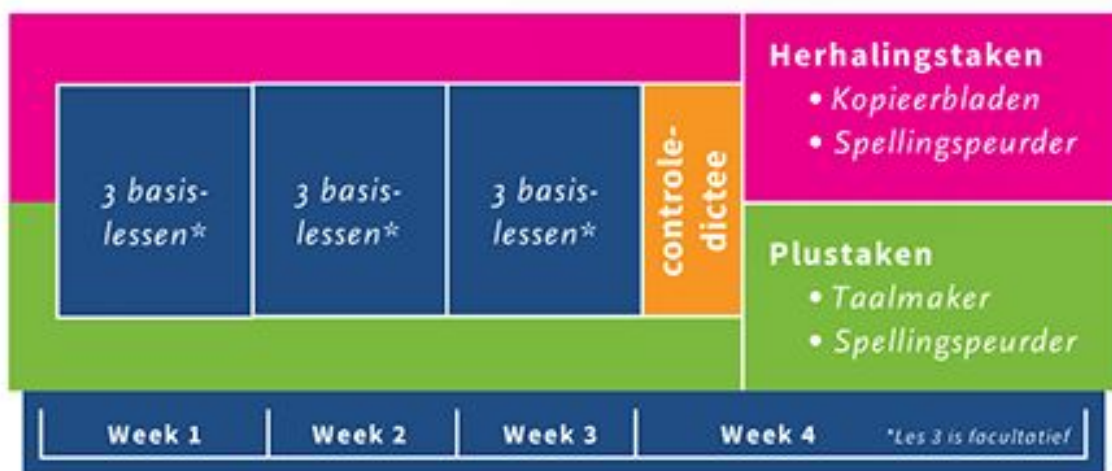 3 basis-
lessen*
3 basis-
lessen*
3 basis-
lessen*
controle-
dictee
Herhalingstaken
• Kopieerbladen
• Spellingspeurder
Plustaken
• Taalmaker
• Spellingspeurder
Week 1
Week 2
Week 3
Week 4
*Les 3 is facultatief